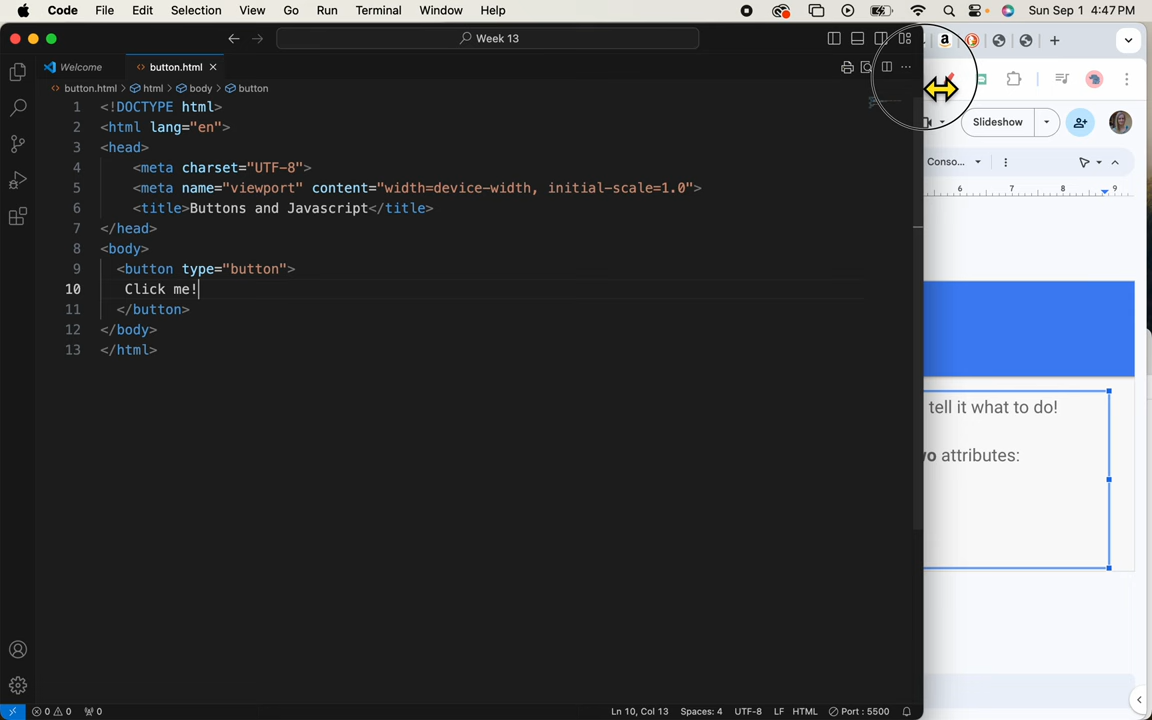 Code File Edit Selection View Go Run Terminal Window Help Sun Sep 1 4:47 PM
Week 13
Welcome button.html
button.html > html > body > button
1 <!DOCTYPE html>
2 <html lang="en">
3 <head>
4 <meta charset="UTF-8">
5 <meta name="viewport" content="width=device-width, initial-scale=1.0">
6 <title>Buttons and Javascript</title>
7 </head>
8 <body>
9 <button type="button">
10 Click me!
11 </button>
12 </body>
13 </html>
Slideshow
Conso...
6 7 8 9
tell it what to do!
attributes:
0 0 0 Ln 10, Col 13 Spaces: 4 UTF-8 LF HTML Port : 5500